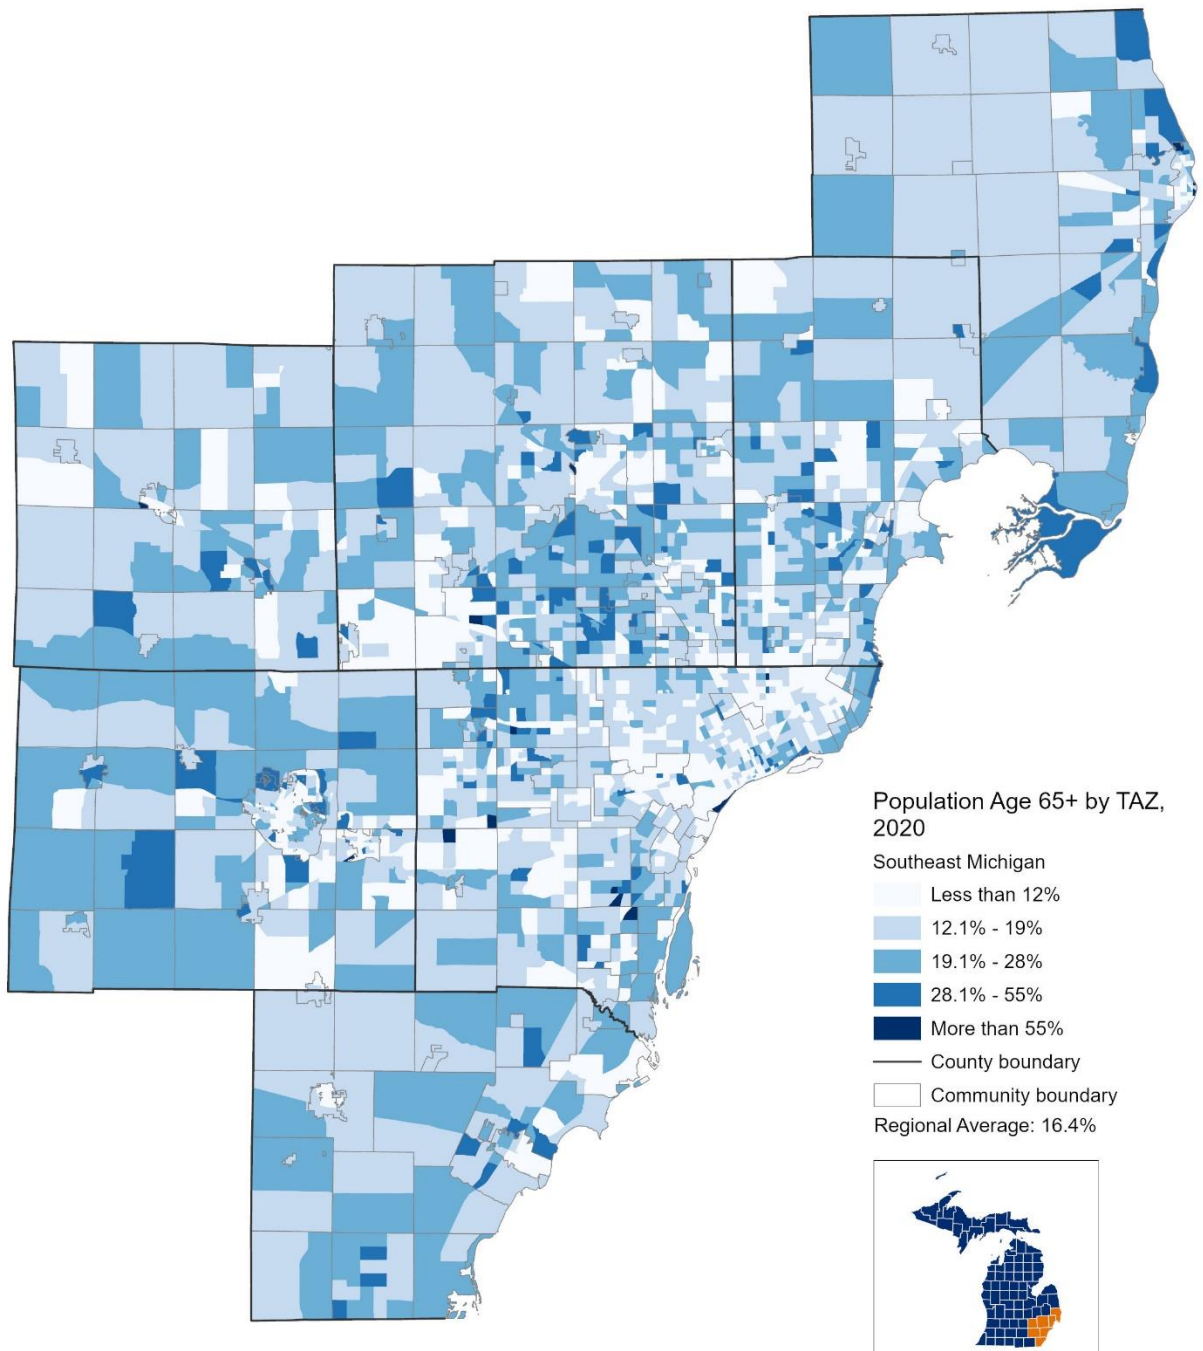 Population Age 65+ by TAZ,
2020
Southeast Michigan
Less than 12%
12.1% - 19%
19.1% - 28%
28.1% - 55%
More than 55%
County boundary
Community boundary
Regional Average: 16.4%